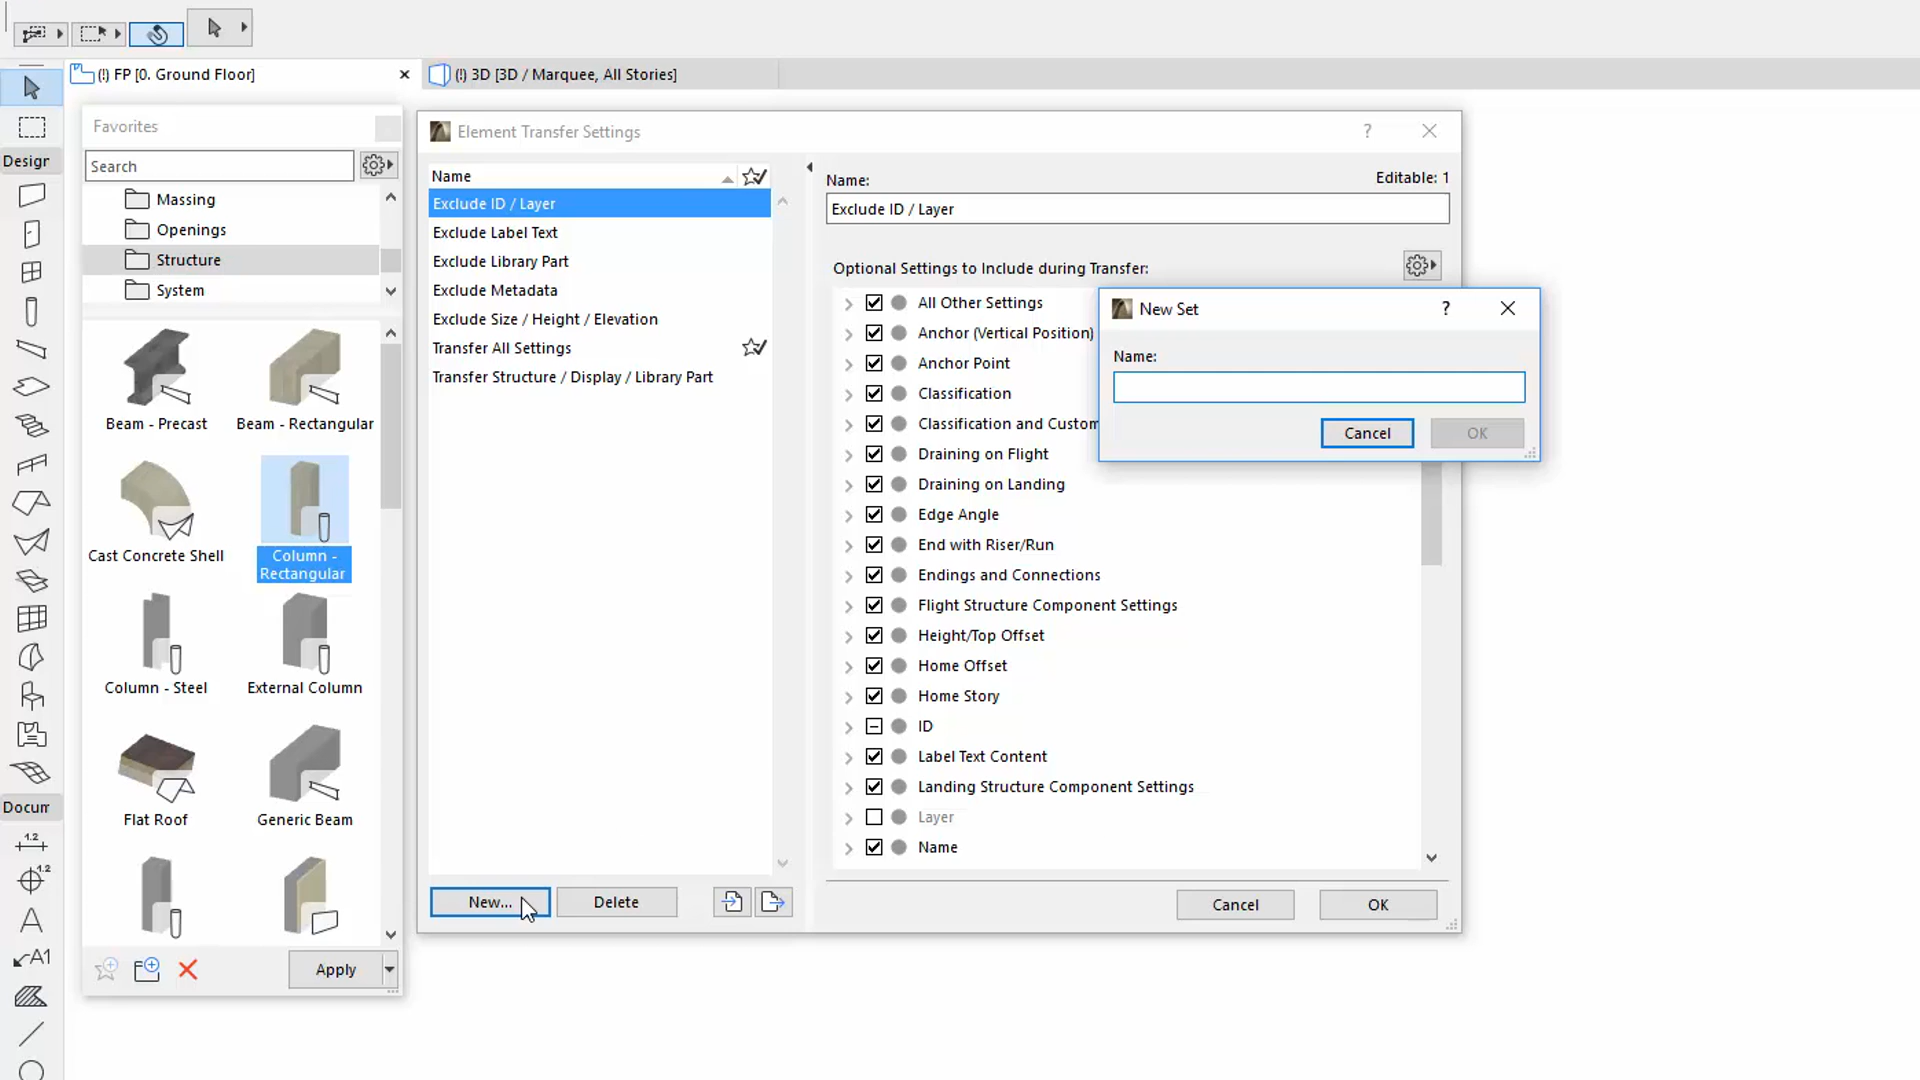 (!) FP [0. Ground Floor]
(!) 3D [3D / Marquee, All Stories]
Favorites
Search
Massing
Openings
Structure
System
Beam - Precast
Beam - Rectangular
Cast Concrete Shell
Column -
Rectangular
Column - Steel
External Column
Flat Roof
Generic Beam
Apply
Design
Docum
1.2
1.2
A
A1
Element Transfer Settings
?
Name
Exclude ID / Layer
Exclude Label Text
Exclude Library Part
Exclude Metadata
Exclude Size / Height / Elevation
Transfer All Settings
Transfer Structure / Display / Library Part
New...
Delete
Name:
Editable: 1
Exclude ID / Layer
Optional Settings to Include during Transfer:
All Other Settings
Anchor (Vertical Position)
Anchor Point
Classification
Classification and Custom
Draining on Flight
Draining on Landing
Edge Angle
End with Riser/Run
Endings and Connections
Flight Structure Component Settings
Height/Top Offset
Home Offset
Home Story
ID
Label Text Content
Landing Structure Component Settings
Layer
Name
Cancel
OK
New Set
?
Name:
Cancel
OK